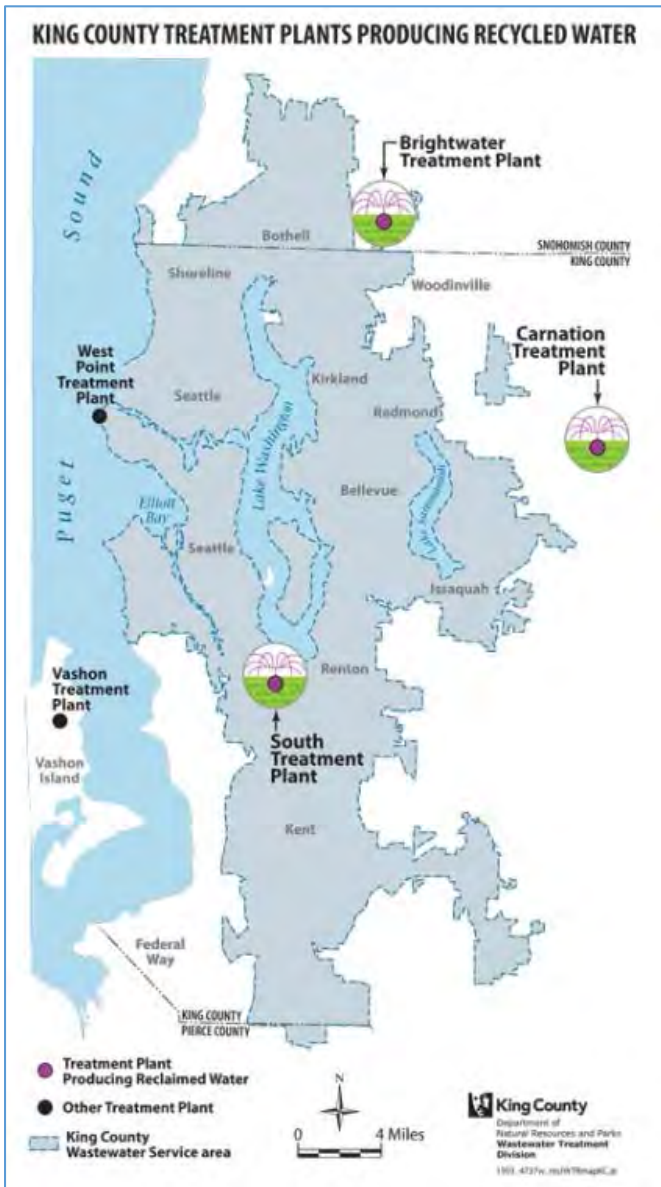 KING COUNTY TREATMENT PLANTS PRODUCING RECYCLED WATER
Brightwater
Treatment Plant
Sound
Bothell
SNOHOMISH COUNTY
KING COUNTY
Shoreline
Woodinville
Carnation
Treatment
Plant
West
Point
Treatment
Plant
Kirkland
Seattle
Redmond
Lake Washington
Puget
Elliott
Bay
Bellevue
Lake Sammamish
Seattle
Issaquah
Renton
Vashon
Treatment
Plant
South
Treatment
Plant
Vashon
Island
Kent
Federal
Way
KING COUNTY
PIERCE COUNTY
Treatment Plant
Producing Reclaimed Water
Other Treatment Plant
King County
Wastewater Service area
N
0 4 Miles
King County
Department of
Natural Resources and Parks
Wastewater Treatment
Division